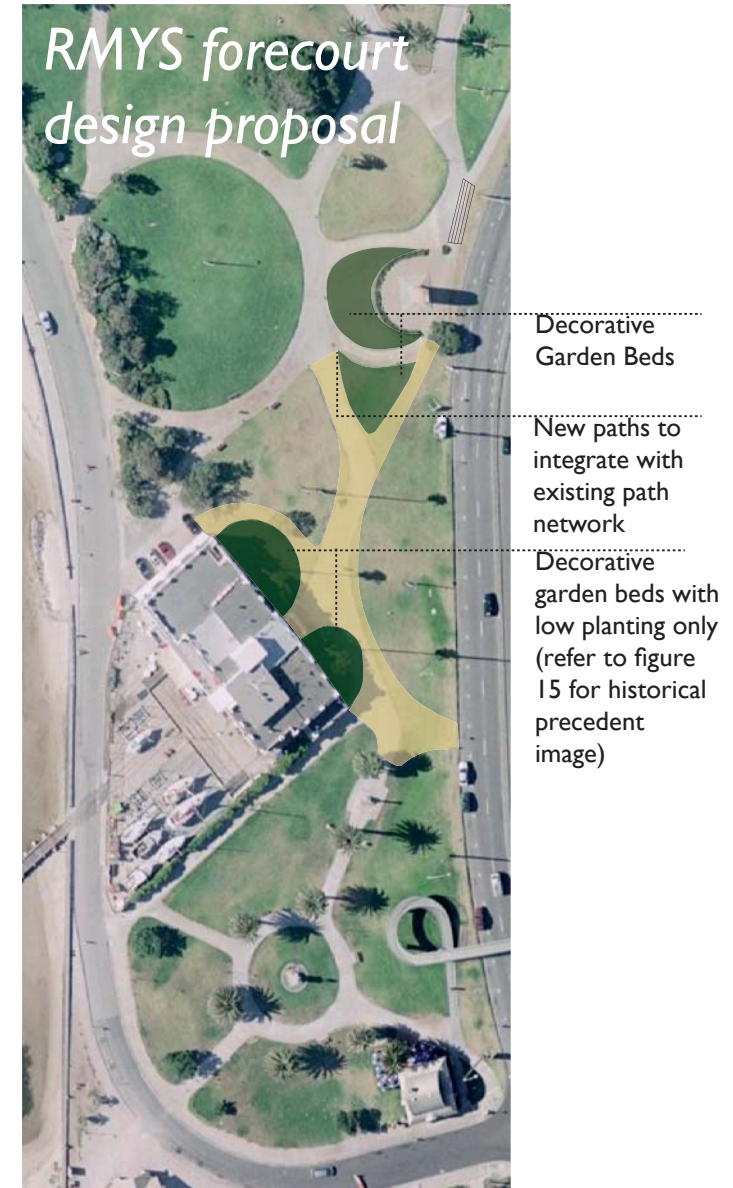 RMYS forecourt
design proposal
Decorative
Garden Beds
New paths to
integrate with
existing path
network
Decorative
garden beds with
low planting only
(refer to figure
15 for historical
precedent
image)